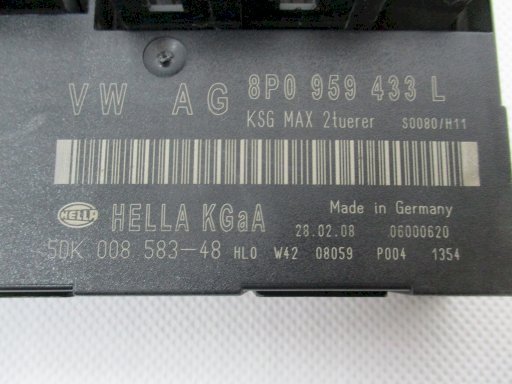 VW AG 8P0 959 433 L
KSG MAX 2tuerer S0080/H11
HELLA HELLA KGaA Made in Germany
28.02.08 06000620
5DK 008 583-48 HL0 W42 08059 P004 1354